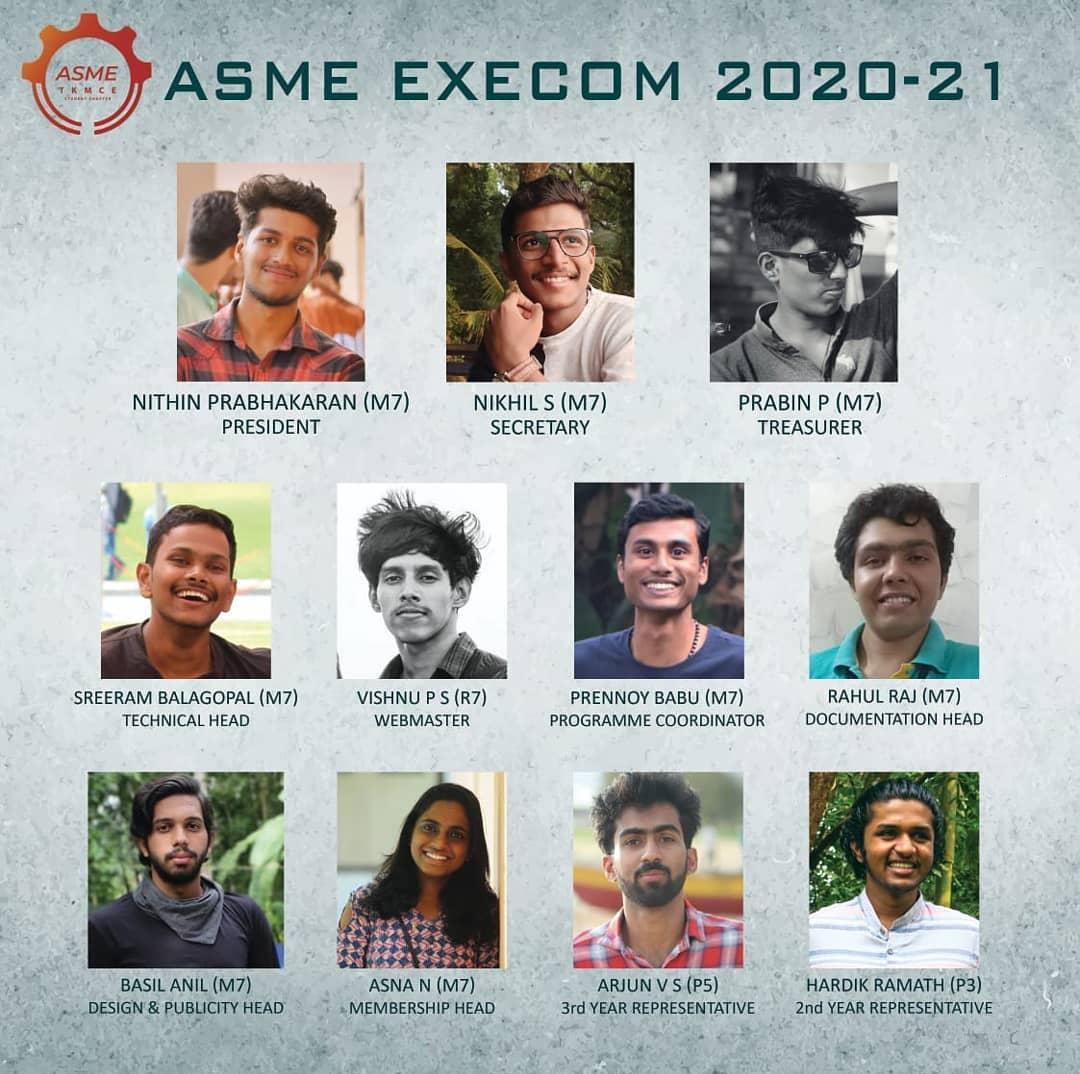 ASME
TKMCE
STUDENT CHAPTER
ASME EXECOM 2020-21
NITHIN PRABHAKARAN (M7)
PRESIDENT
NIKHIL S (M7)
SECRETARY
PRABIN P (M7)
TREASURER
SREERAM BALAGOPAL (M7)
TECHNICAL HEAD
VISHNU P S (R7)
WEBMASTER
PRENNOY BABU (M7)
PROGRAMME COORDINATOR
RAHUL RAJ (M7)
DOCUMENTATION HEAD
BASIL ANIL (M7)
DESIGN & PUBLICITY HEAD
ASNA N (M7)
MEMBERSHIP HEAD
ARJUN V S (P5)
3rd YEAR REPRESENTATIVE
HARDIK RAMATH (P3)
2nd YEAR REPRESENTATIVE